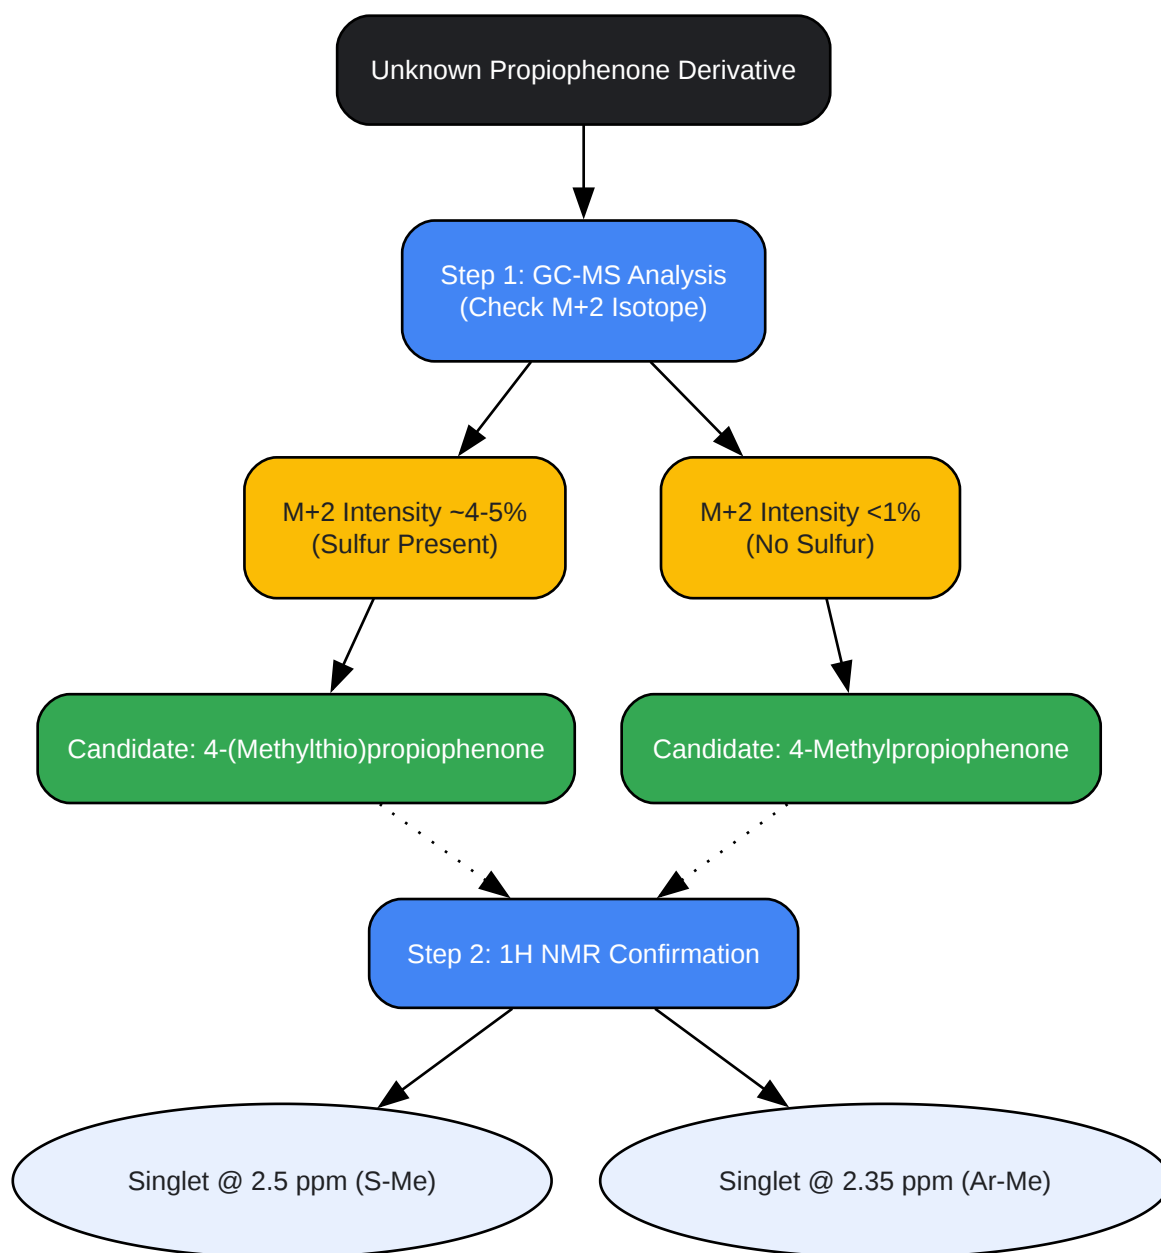 Unknown Propiophenone Derivative
Step 1: GC-MS Analysis
(Check M+2 Isotope)
M+2 Intensity ~4-5%
(Sulfur Present)
M+2 Intensity <1%
(No Sulfur)
Candidate: 4-(Methylthio)propiophenone
Candidate: 4-Methylpropiophenone
Step 2: 1H NMR Confirmation
Singlet @ 2.5 ppm (S-Me)
Singlet @ 2.35 ppm (Ar-Me)